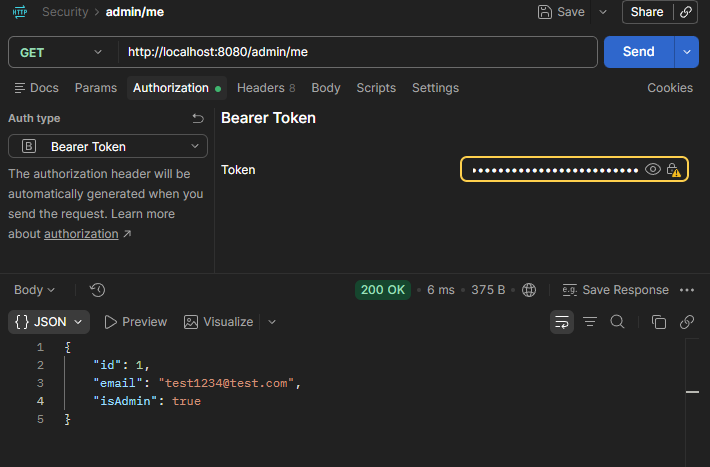 HTTP Security > admin/me Save Share
GET http://localhost:8080/admin/me Send
Docs Params Authorization Headers 8 Body Scripts Settings Cookies
Auth type
B Bearer Token
The authorization header will be
automatically generated when you
send the request. Learn more
about authorization ↗
Bearer Token
Token ••••••••••••••••••••••••••
Body 200 OK • 6 ms • 375 B e.g. Save Response •••
{} JSON Preview Visualize
1 {
2 "id": 1,
3 "email": "test1234@test.com",
4 "isAdmin": true
5 }